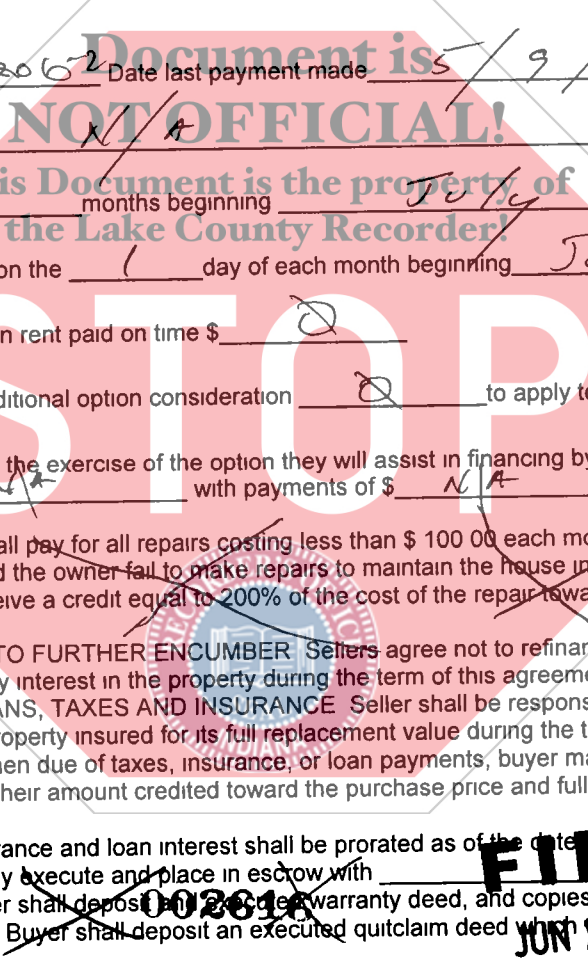 Date last payment made 5/9/
Document is
NOT OFFICIAL!
N/A
is Document is the property of
months beginning July
the Lake County Recorder!
on the 1 day of each month beginning
n rent paid on time $ 0
STOP
ditional option consideration 0 to apply to
the exercise of the option they will assist in financing by
N/A with payments of $ N/A
all pay for all repairs costing less than $ 100 00 each mo
d the owner fail to make repairs to maintain the house in
eive a credit equal to 200% of the cost of the repair towa
TO FURTHER ENCUMBER Sellers agree not to refinan
y interest in the property during the term of this agreeme
ANS, TAXES AND INSURANCE Seller shall be respons
roperty insured for its full replacement value during the t
hen due of taxes, insurance, or loan payments, buyer ma
heir amount credited toward the purchase price and full
INDIANA
rance and loan interest shall be prorated as of the date
y execute and place in escrow with
er shall deposit and execute warranty deed, and copies
002616
Buyer shall deposit an executed quitclaim deed which
JUN